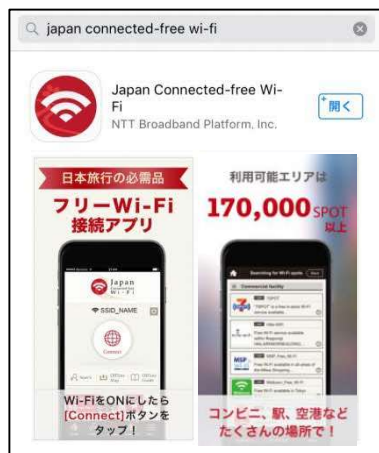 japan connected-free wi-fi
Japan Connected-free Wi-
Fi
NTT Broadband Platform, Inc.
開く
日本旅行の必需品
フリーWi-Fi
接続アプリ
Japan
Wi-Fi
SSID_NAME
Connect
Wi-FiをONにしたら
[Connect]ボタンを
タップ！
利用可能エリアは
170,000 SPOT
以上
Searching for Wi-Fi spots
Commercial facility
コンビニ、駅、空港など
たくさんの場所で！